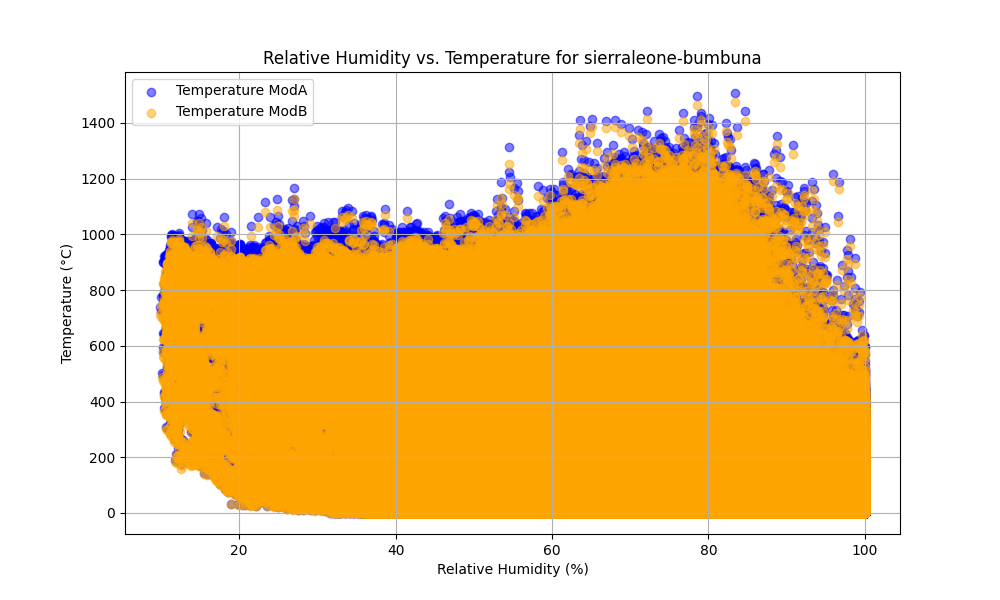 Relative Humidity vs. Temperature for sierraleone-bumbuna
Temperature ModA
Temperature ModB
1400
1200
1000
800
600
400
200
0
Temperature (°C)
20 40 60 80 100
Relative Humidity (%)